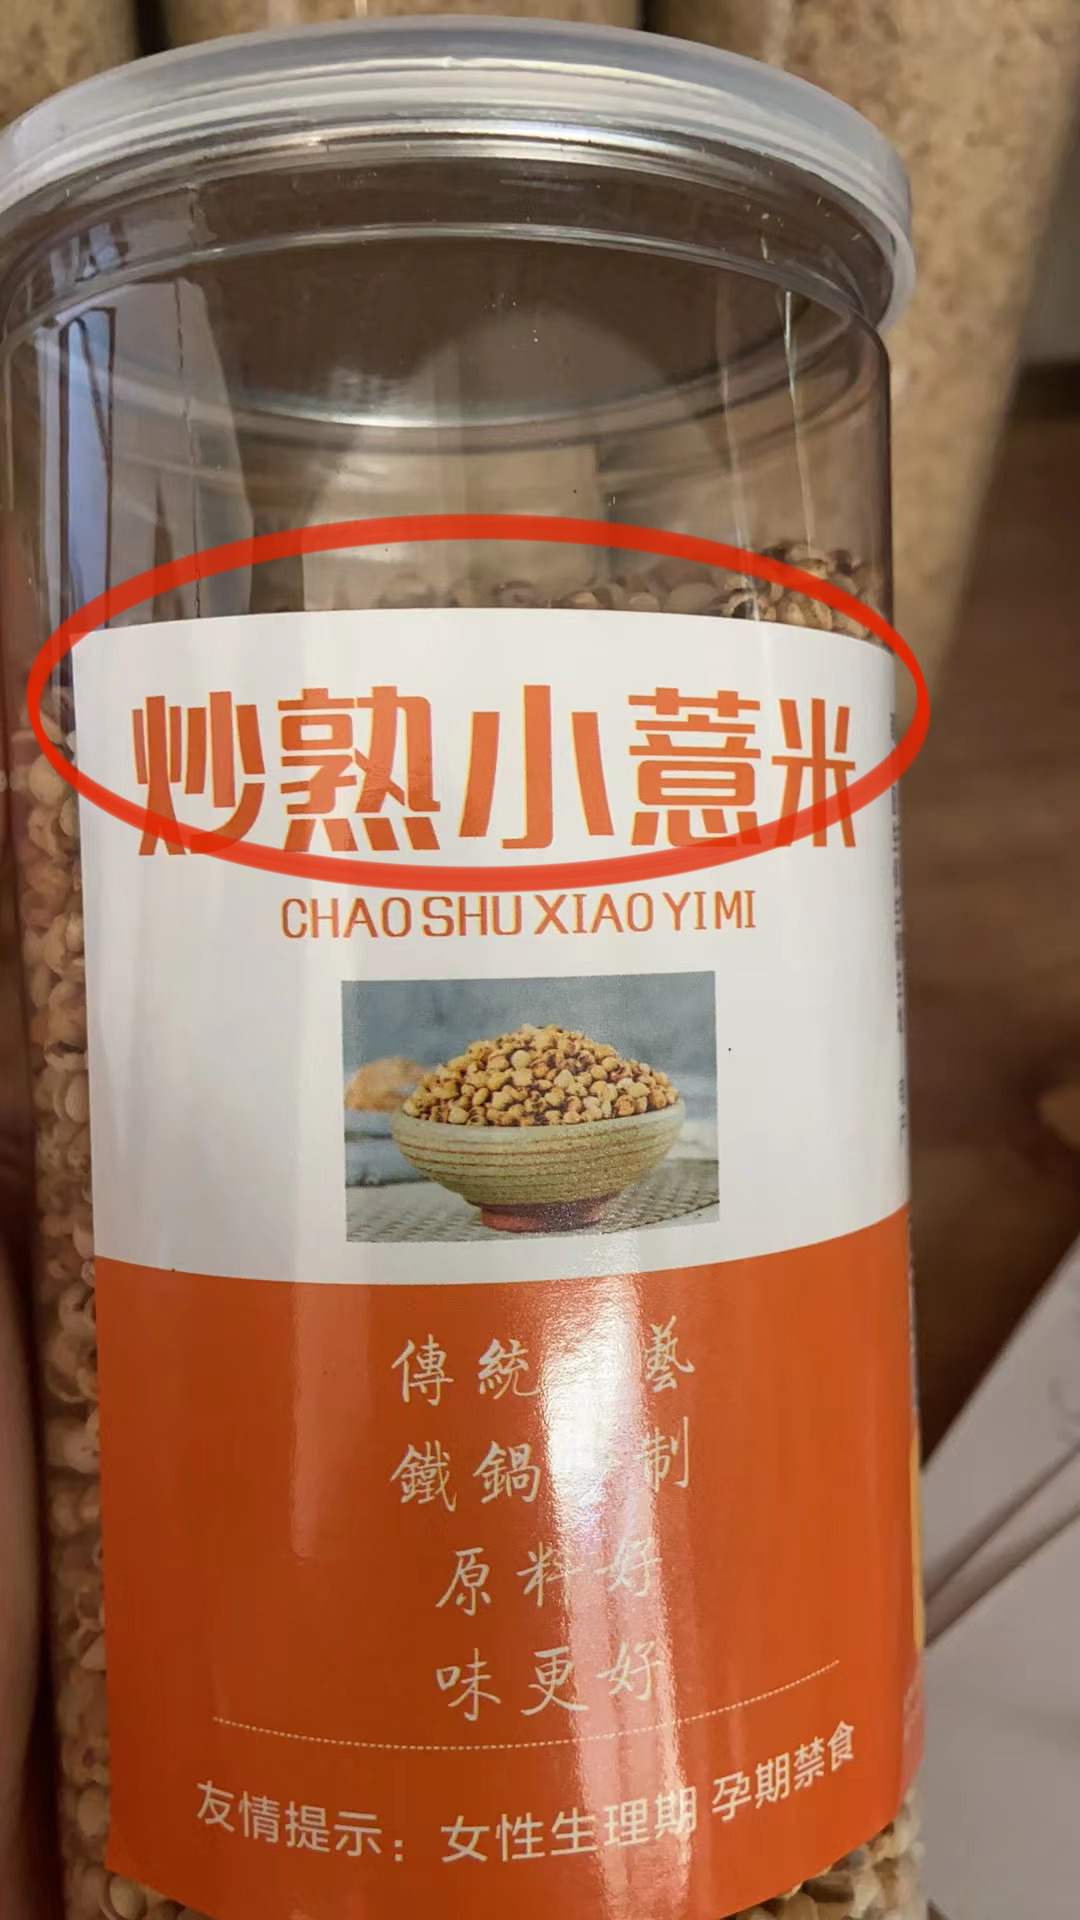 炒熟小薏米
CHAO SHU XIAO YI MI
傳統 藝
鐵鍋 制
原料好
味更好
友情提示：女性生理期 孕期禁食